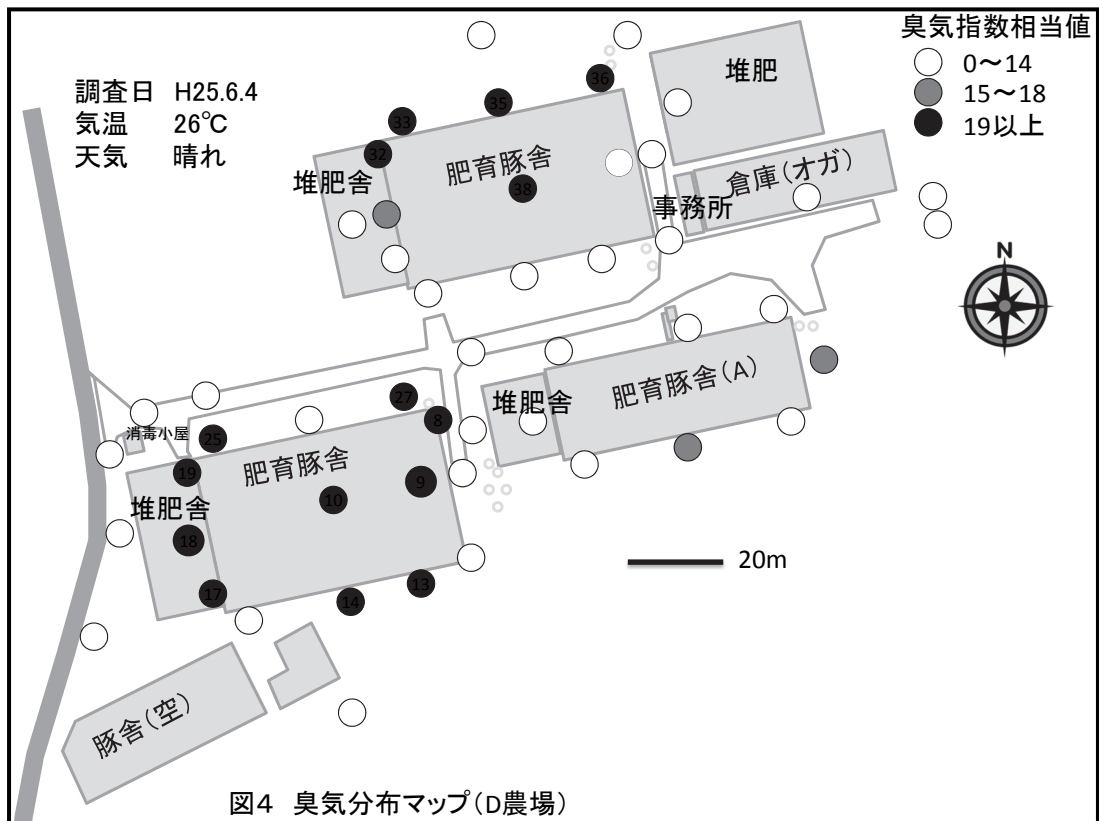 臭気指数相当値
0〜14
15〜18
19以上
調査日 H25.6.4
気温 26℃
天気 晴れ
堆肥
36
35
33
32
肥育豚舎
堆肥舎
38
倉庫(オガ)
事務所
N
肥育豚舎(A)
堆肥舎
27
8
消毒小屋
25
肥育豚舎
19
9
10
堆肥舎
18
17
13
14
20m
豚舎(空)
図4 臭気分布マップ(D農場)